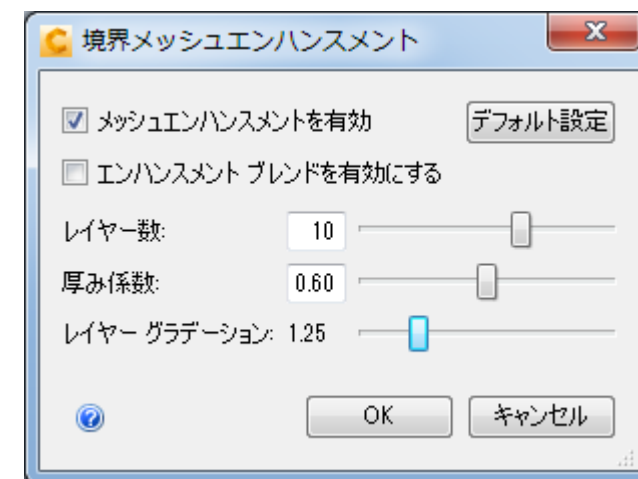 境界メッシュエンハンスメント
メッシュエンハンスメントを有効 デフォルト設定
エンハンスメント ブレンドを有効にする
レイヤー数: 10
厚み係数: 0.60
レイヤー グラデーション: 1.25
OK キャンセル